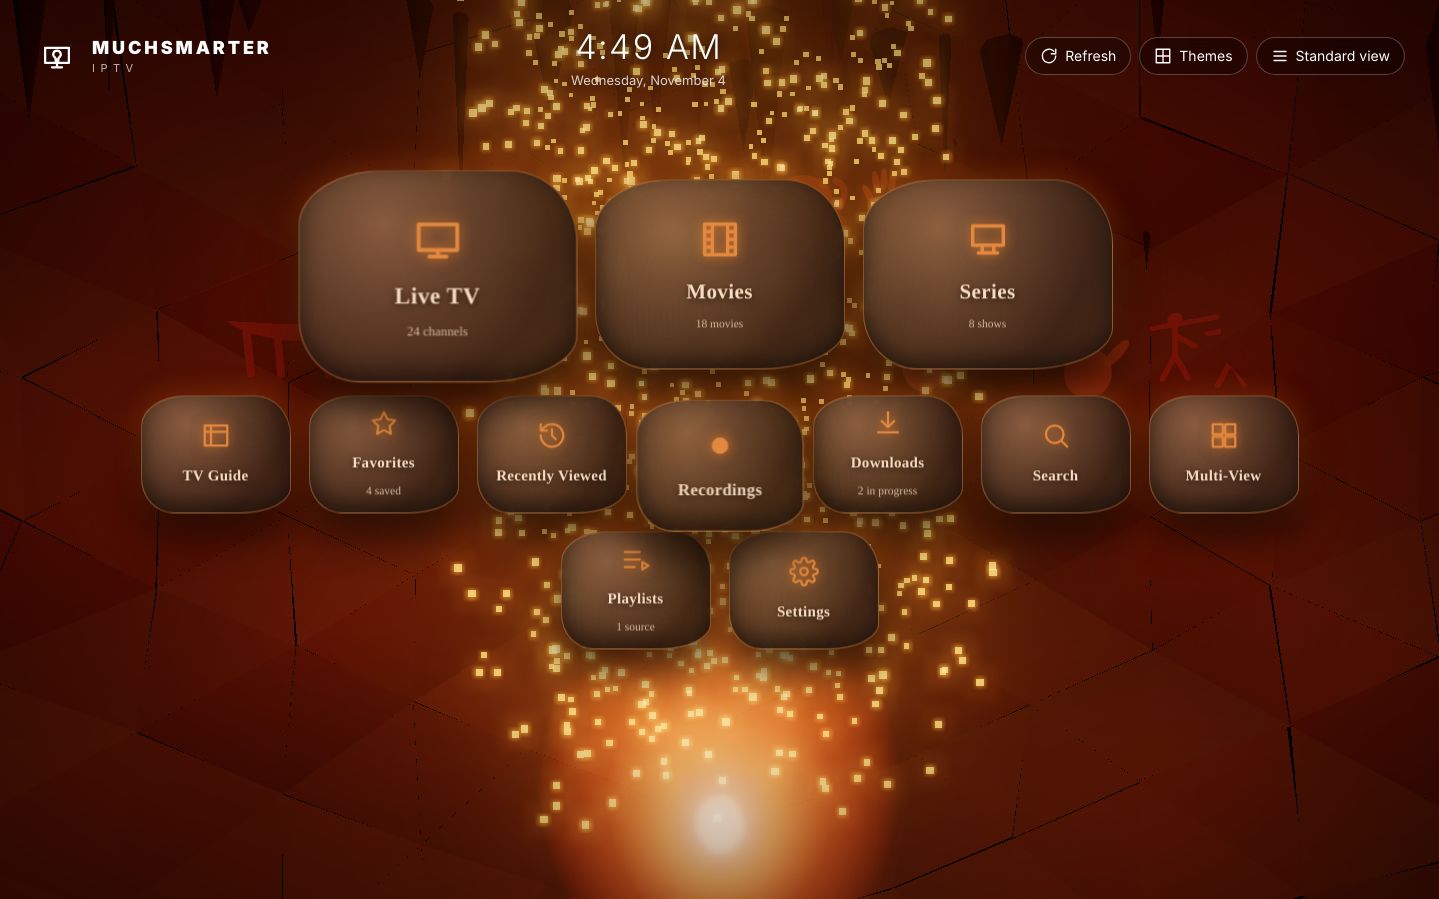 MUCHSMARTER
IPTV
4:49 AM
Wednesday, November 4
Refresh
Themes
Standard view
Live TV
24 channels
Movies
18 movies
Series
8 shows
TV Guide
Favorites
4 saved
Recently Viewed
Recordings
Downloads
2 in progress
Search
Multi-View
Playlists
1 source
Settings